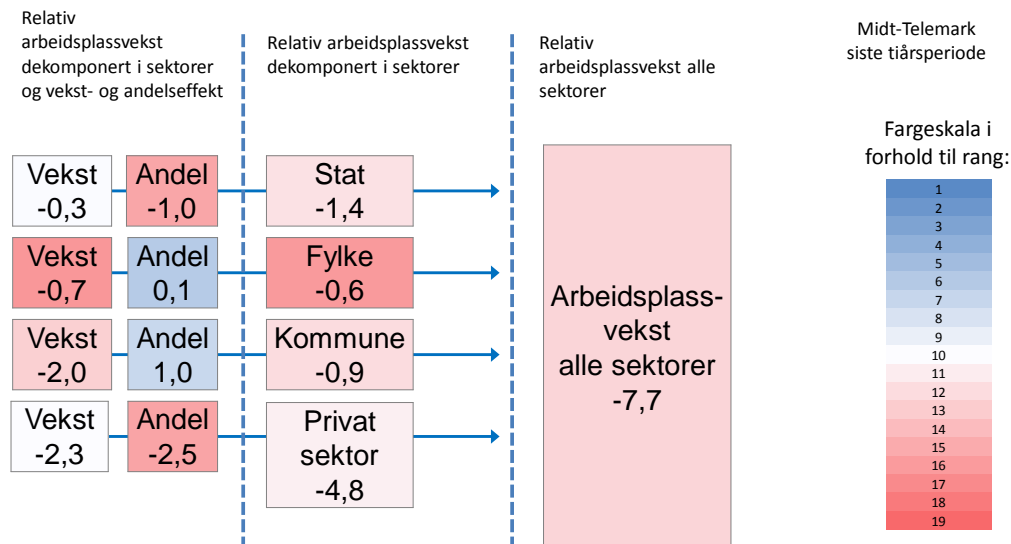 Relativ
arbeidsplassvekst
dekomponert i sektorer
og vekst- og andelseffekt
Relativ arbeidsplassvekst
dekomponert i sektorer
Relativ
arbeidsplassvekst alle
sektorer
Midt-Telemark
siste tiårsperiode
Vekst
-0,3
Andel
-1,0
Stat
-1,4
Vekst
-0,7
Andel
0,1
Fylke
-0,6
Vekst
-2,0
Andel
1,0
Kommune
-0,9
Vekst
-2,3
Andel
-2,5
Privat
sektor
-4,8
Arbeidsplass-
vekst
alle sektorer
-7,7
Fargeskala i
forhold til rang:
1
2
3
4
5
6
7
8
9
10
11
12
13
14
15
16
17
18
19